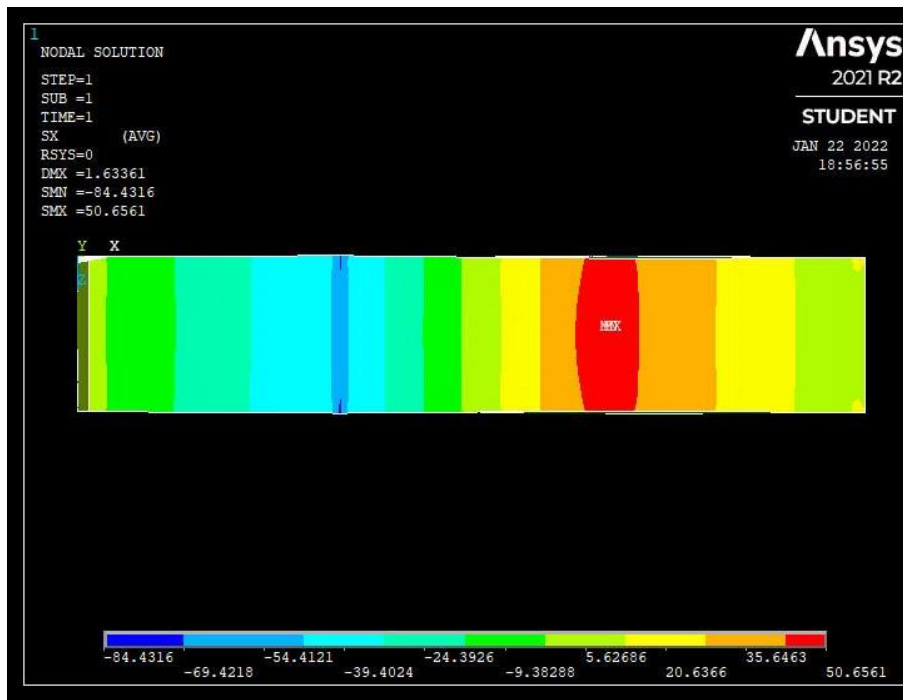 1
NODAL SOLUTION
STEP=1
SUB =1
TIME=1
SX (AVG)
RSYS=0
DMX =1.63361
SMN =-84.4316
SMX =50.6561
Ansys
2021 R2
STUDENT
JAN 22 2022
18:56:55
Y X
Z
-84.4316 -54.4121 -24.3926 5.62686 35.6463
-69.4218 -39.4024 -9.38288 20.6366 50.6561